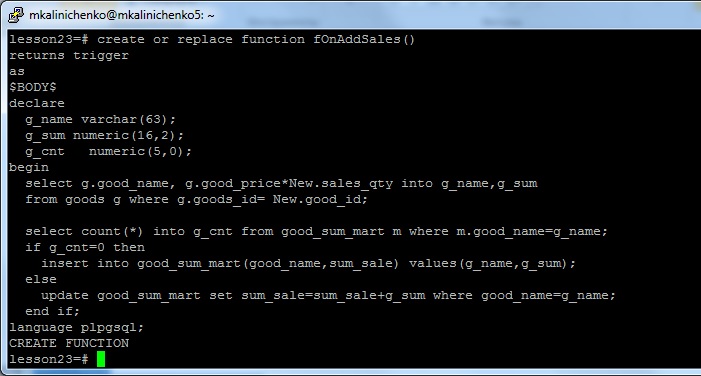 mkalinichenko@mkalinichenko5: ~
lesson23=# create or replace function fOnAddSales()
returns trigger
as
$BODY$
declare
  g_name varchar(63);
  g_sum numeric(16,2);
  g_cnt   numeric(5,0);
begin
  select g.good_name, g.good_price*New.sales_qty into g_name,g_sum
  from goods g where g.goods_id= New.good_id;

  select count(*) into g_cnt from good_sum_mart m where m.good_name=g_name;
  if g_cnt=0 then
    insert into good_sum_mart(good_name,sum_sale) values(g_name,g_sum);
  else
    update good_sum_mart set sum_sale=sum_sale+g_sum where good_name=g_name;
  end if;
language plpgsql;
CREATE FUNCTION
lesson23=#